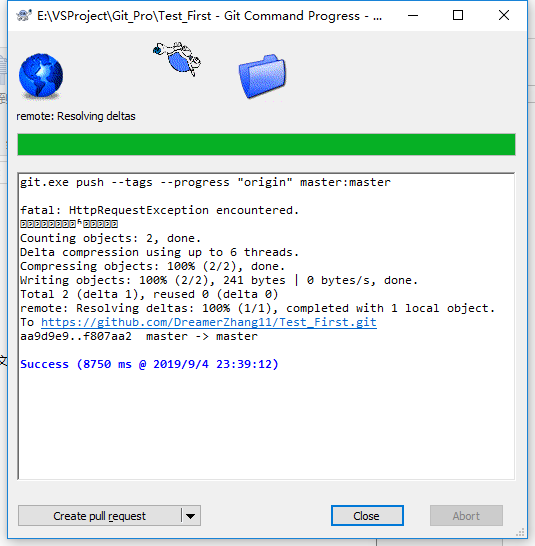 E:\VSProject\Git_Pro\Test_First - Git Command Progress - ...
remote: Resolving deltas
git.exe push --tags --progress "origin" master:master
fatal: HttpRequestException encountered.
Counting objects: 2, done.
Delta compression using up to 6 threads.
Compressing objects: 100% (2/2), done.
Writing objects: 100% (2/2), 241 bytes | 0 bytes/s, done.
Total 2 (delta 1), reused 0 (delta 0)
remote: Resolving deltas: 100% (1/1), completed with 1 local object.
To https://github.com/DreamerZhang11/Test_First.git
aa9d9e9..f807aa2  master -> master
文
Success (8750 ms @ 2019/9/4 23:39:12)
Create pull request
Close
Abort